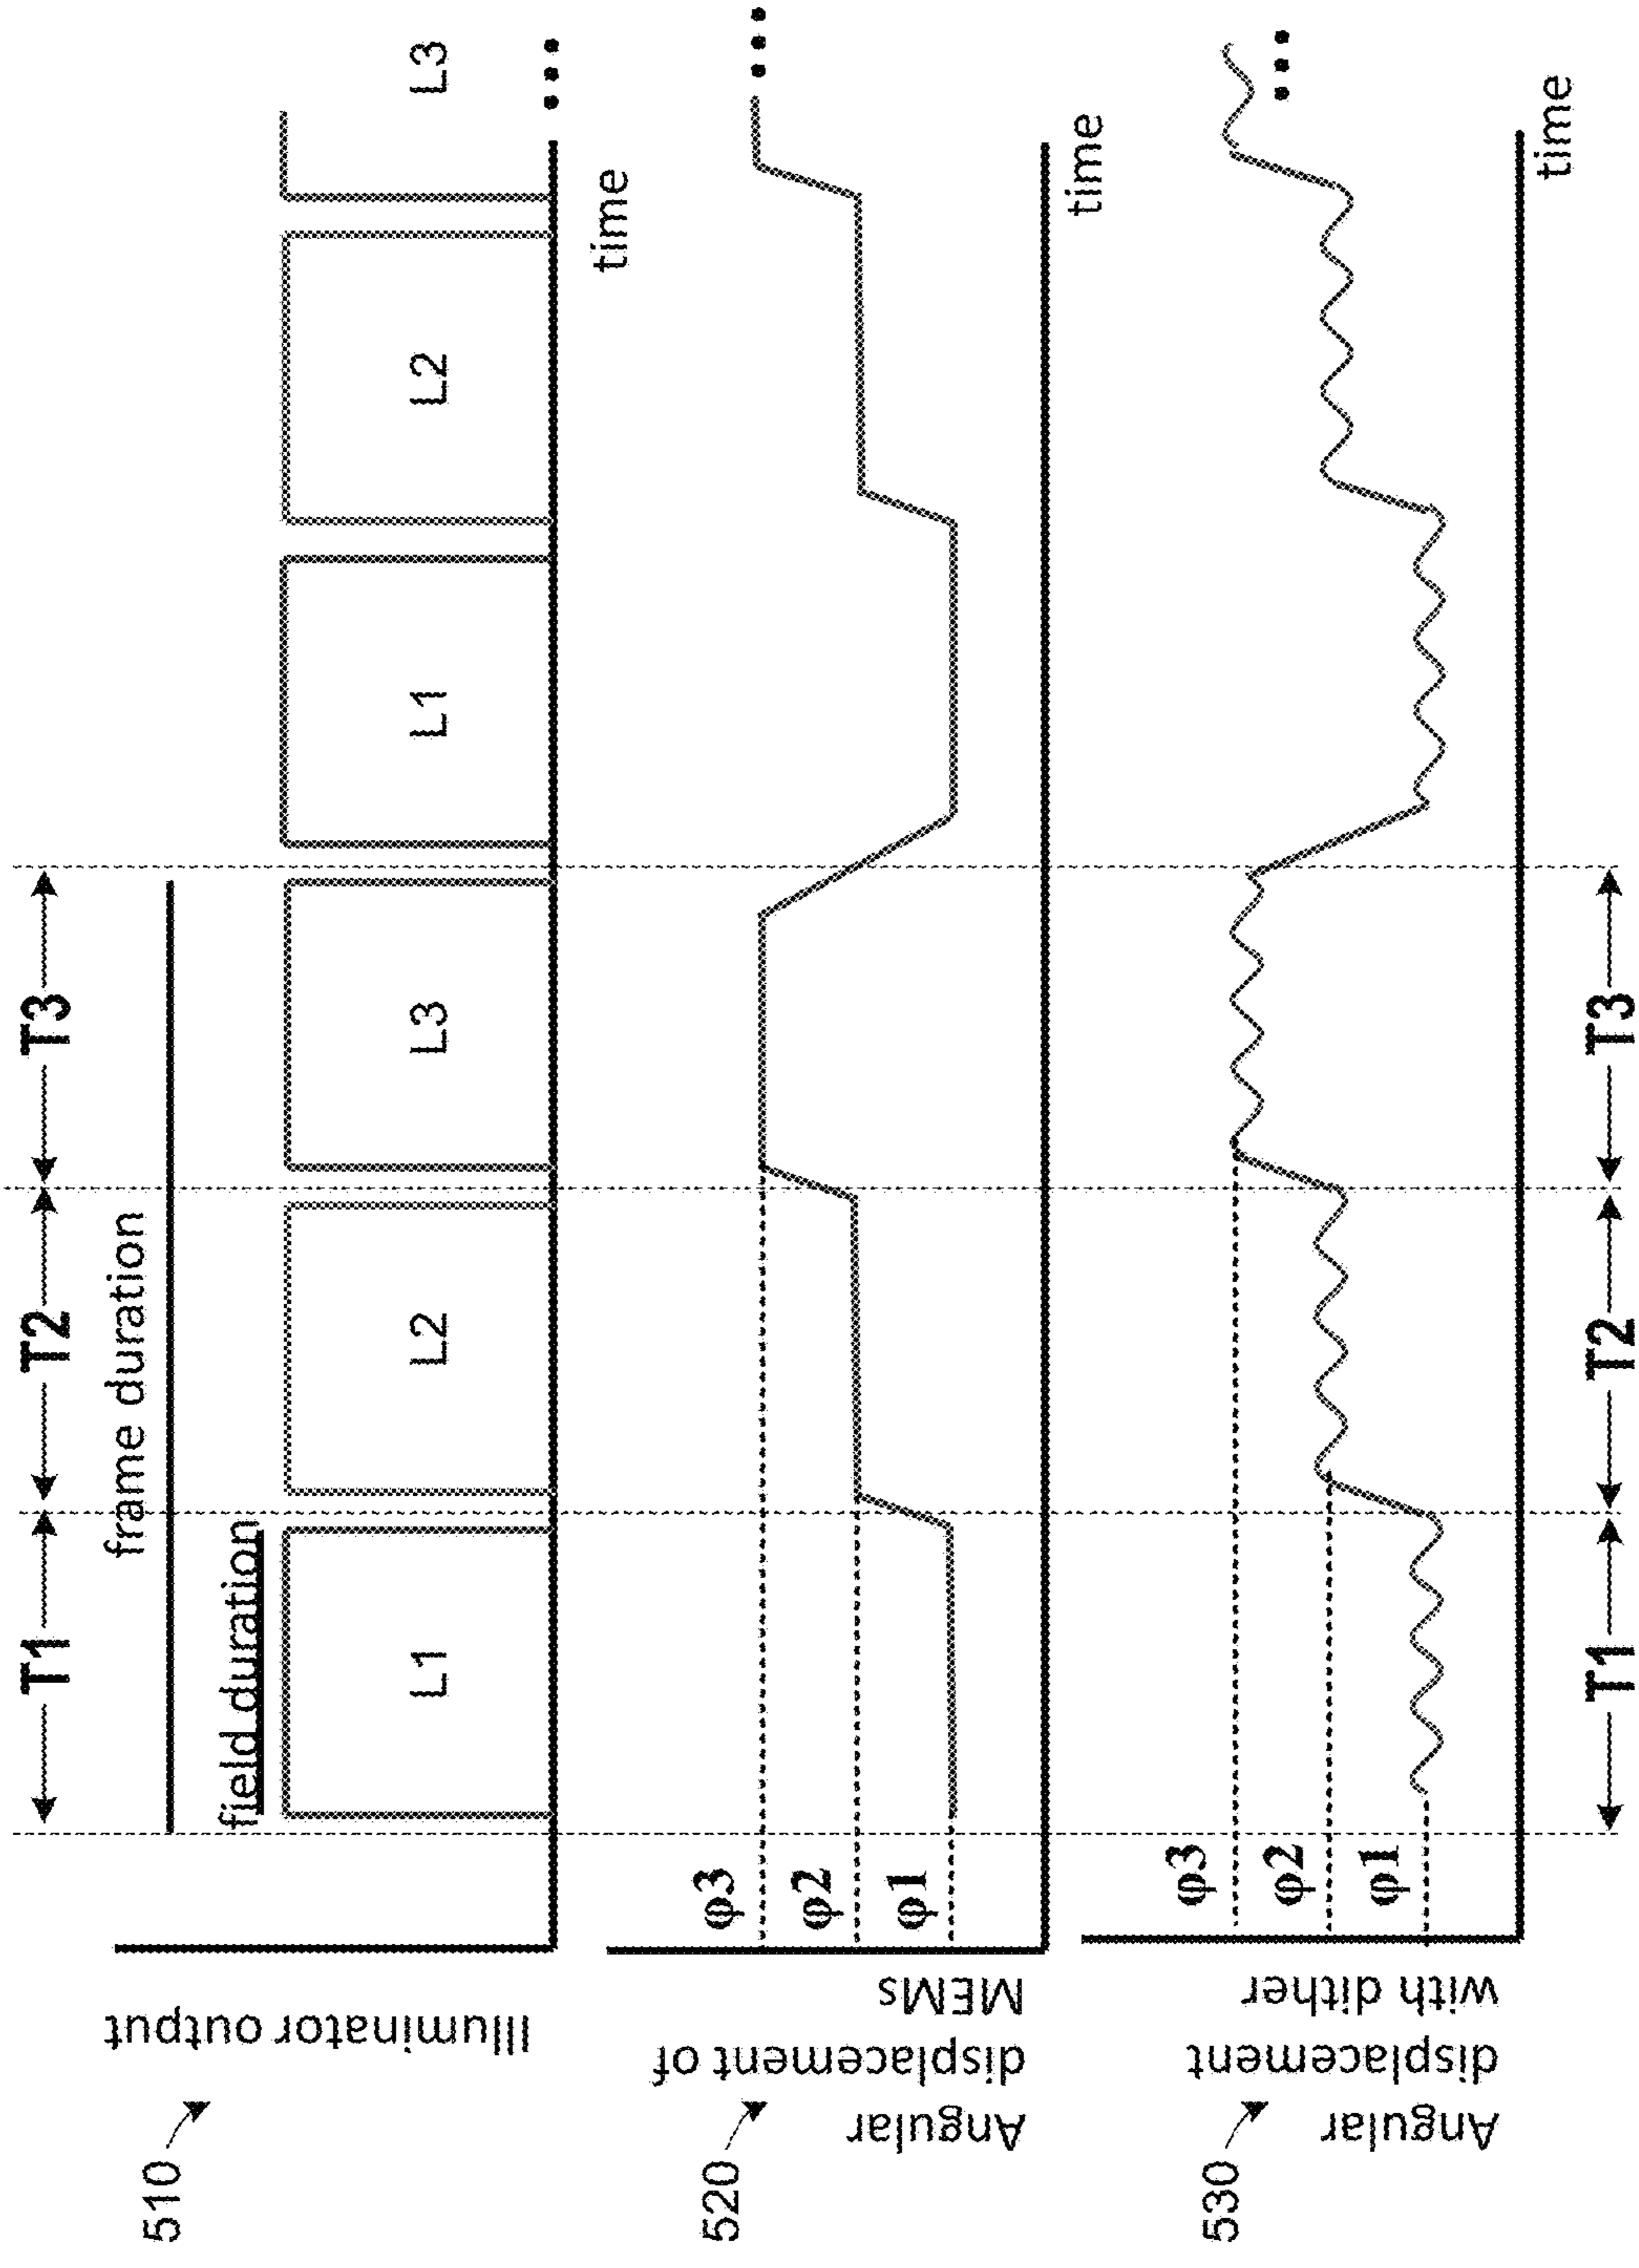 T1
T2
T3
frame duration
field duration
510
Illuminator output
L1
L2
L3
L1
L2
L3
time
520
Angular
displacement of
MEMs
φ3
φ2
φ1
time
530
Angular
displacement
with dither
φ3
φ2
φ1
time
T1
T2
T3